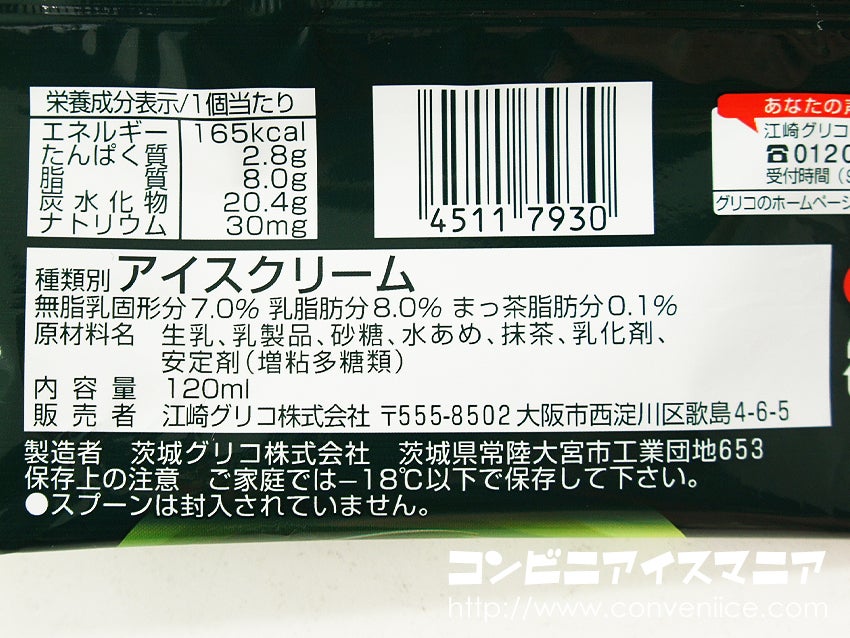 栄養成分表示/1個当たり
エネルギー 165kcal
たんぱく質 2.8g
脂質 8.0g
炭水化物 20.4g
ナトリウム 30mg
4511 7930
あなたの声
江崎グリコ
☎0120
受付時間(9
グリコのホームページ
種類別 アイスクリーム
無脂乳固形分7.0% 乳脂肪分8.0% まっ茶脂肪分0.1%
原材料名 生乳、乳製品、砂糖、水あめ、抹茶、乳化剤、
安定剤(増粘多糖類)
内容量 120ml
販売者 江崎グリコ株式会社 〒555-8502 大阪市西淀川区歌島4-6-5
製造者 茨城グリコ株式会社 茨城県常陸大宮市工業団地653
保存上の注意 ご家庭では−18℃以下で保存して下さい。
●スプーンは封入されていません。
コンビニアイスマニア
http://www.conveniice.com